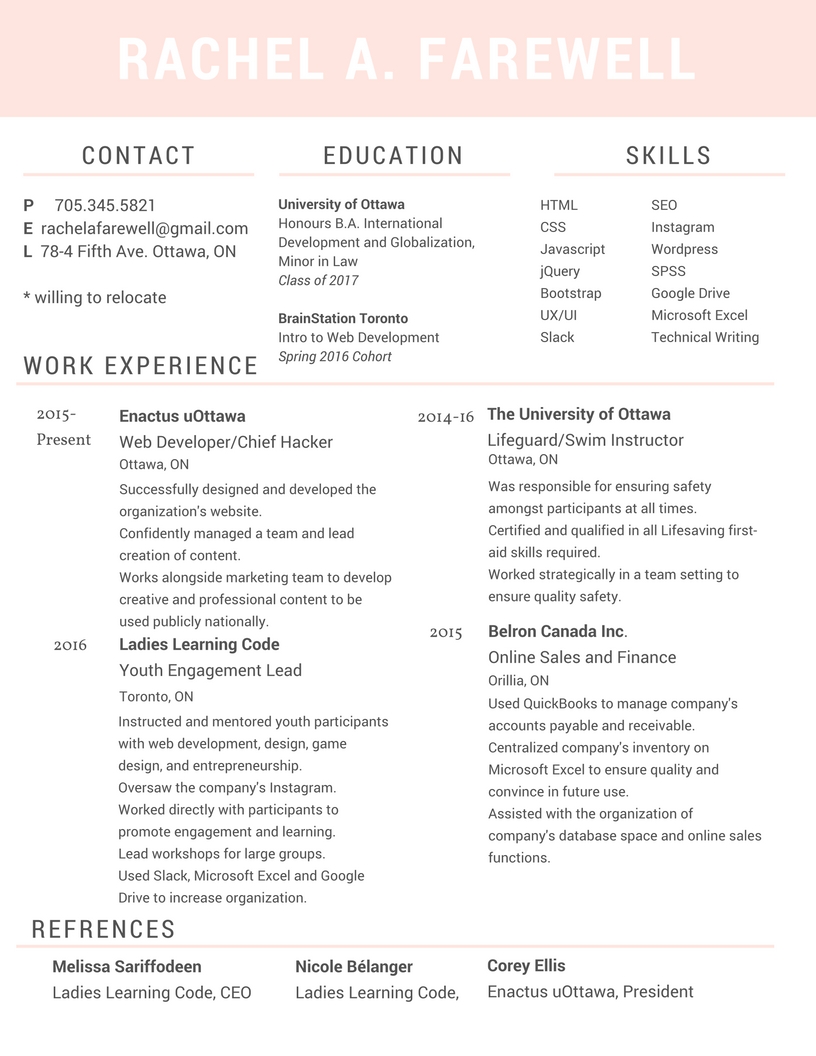 RACHEL A. FAREWELL
CONTACT
P 705.345.5821
E rachelafarewell@gmail.com
L 78-4 Fifth Ave. Ottawa, ON
* willing to relocate
EDUCATION
University of Ottawa
Honours B.A. International
Development and Globalization,
Minor in Law
Class of 2017
BrainStation Toronto
Intro to Web Development
Spring 2016 Cohort
SKILLS
HTML
CSS
Javascript
jQuery
Bootstrap
UX/UI
Slack
SEO
Instagram
Wordpress
SPSS
Google Drive
Microsoft Excel
Technical Writing
WORK EXPERIENCE
2015-
Present
Enactus uOttawa
Web Developer/Chief Hacker
Ottawa, ON
Successfully designed and developed the
organization's website.
Confidently managed a team and lead
creation of content.
Works alongside marketing team to develop
creative and professional content to be
used publicly nationally.
2016
Ladies Learning Code
Youth Engagement Lead
Toronto, ON
Instructed and mentored youth participants
with web development, design, game
design, and entrepreneurship.
Oversaw the company's Instagram.
Worked directly with participants to
promote engagement and learning.
Lead workshops for large groups.
Used Slack, Microsoft Excel and Google
Drive to increase organization.
2014-16
The University of Ottawa
Lifeguard/Swim Instructor
Ottawa, ON
Was responsible for ensuring safety
amongst participants at all times.
Certified and qualified in all Lifesaving first-
aid skills required.
Worked strategically in a team setting to
ensure quality safety.
2015
Belron Canada Inc.
Online Sales and Finance
Orillia, ON
Used QuickBooks to manage company's
accounts payable and receivable.
Centralized company's inventory on
Microsoft Excel to ensure quality and
convince in future use.
Assisted with the organization of
company's database space and online sales
functions.
REFRENCES
Melissa Sariffodeen
Ladies Learning Code, CEO
Nicole Bélanger
Ladies Learning Code,
Corey Ellis
Enactus uOttawa, President